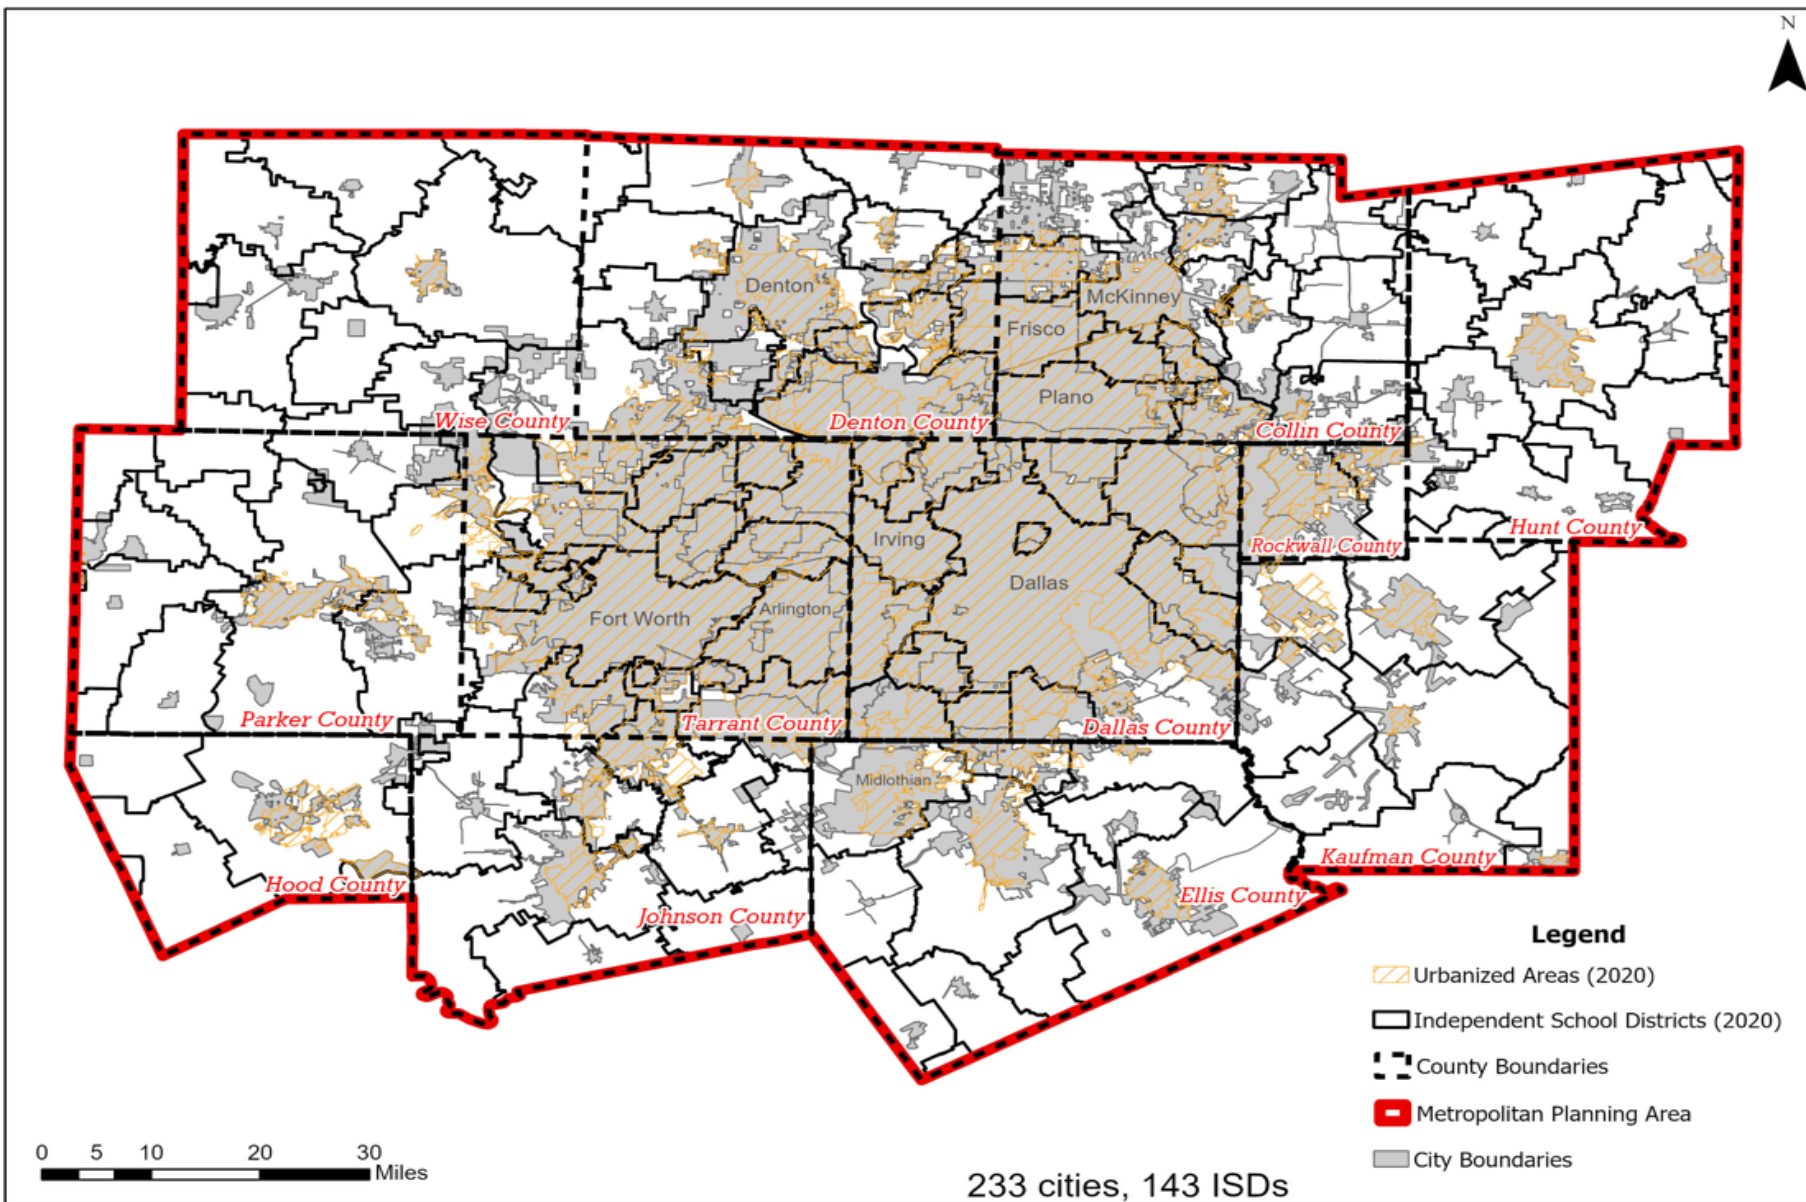 N
Denton
McKinney
Frisco
Plano
Wise County
Denton County
Collin County
Hunt County
Irving
Rockwall County
Dallas
Fort Worth
Arlington
Parker County
Tarrant County
Dallas County
Midlothian
Kaufman County
Hood County
Ellis County
Johnson County
Legend
Urbanized Areas (2020)
Independent School Districts (2020)
County Boundaries
Metropolitan Planning Area
City Boundaries
0 5 10 20 30
Miles
233 cities, 143 ISDs